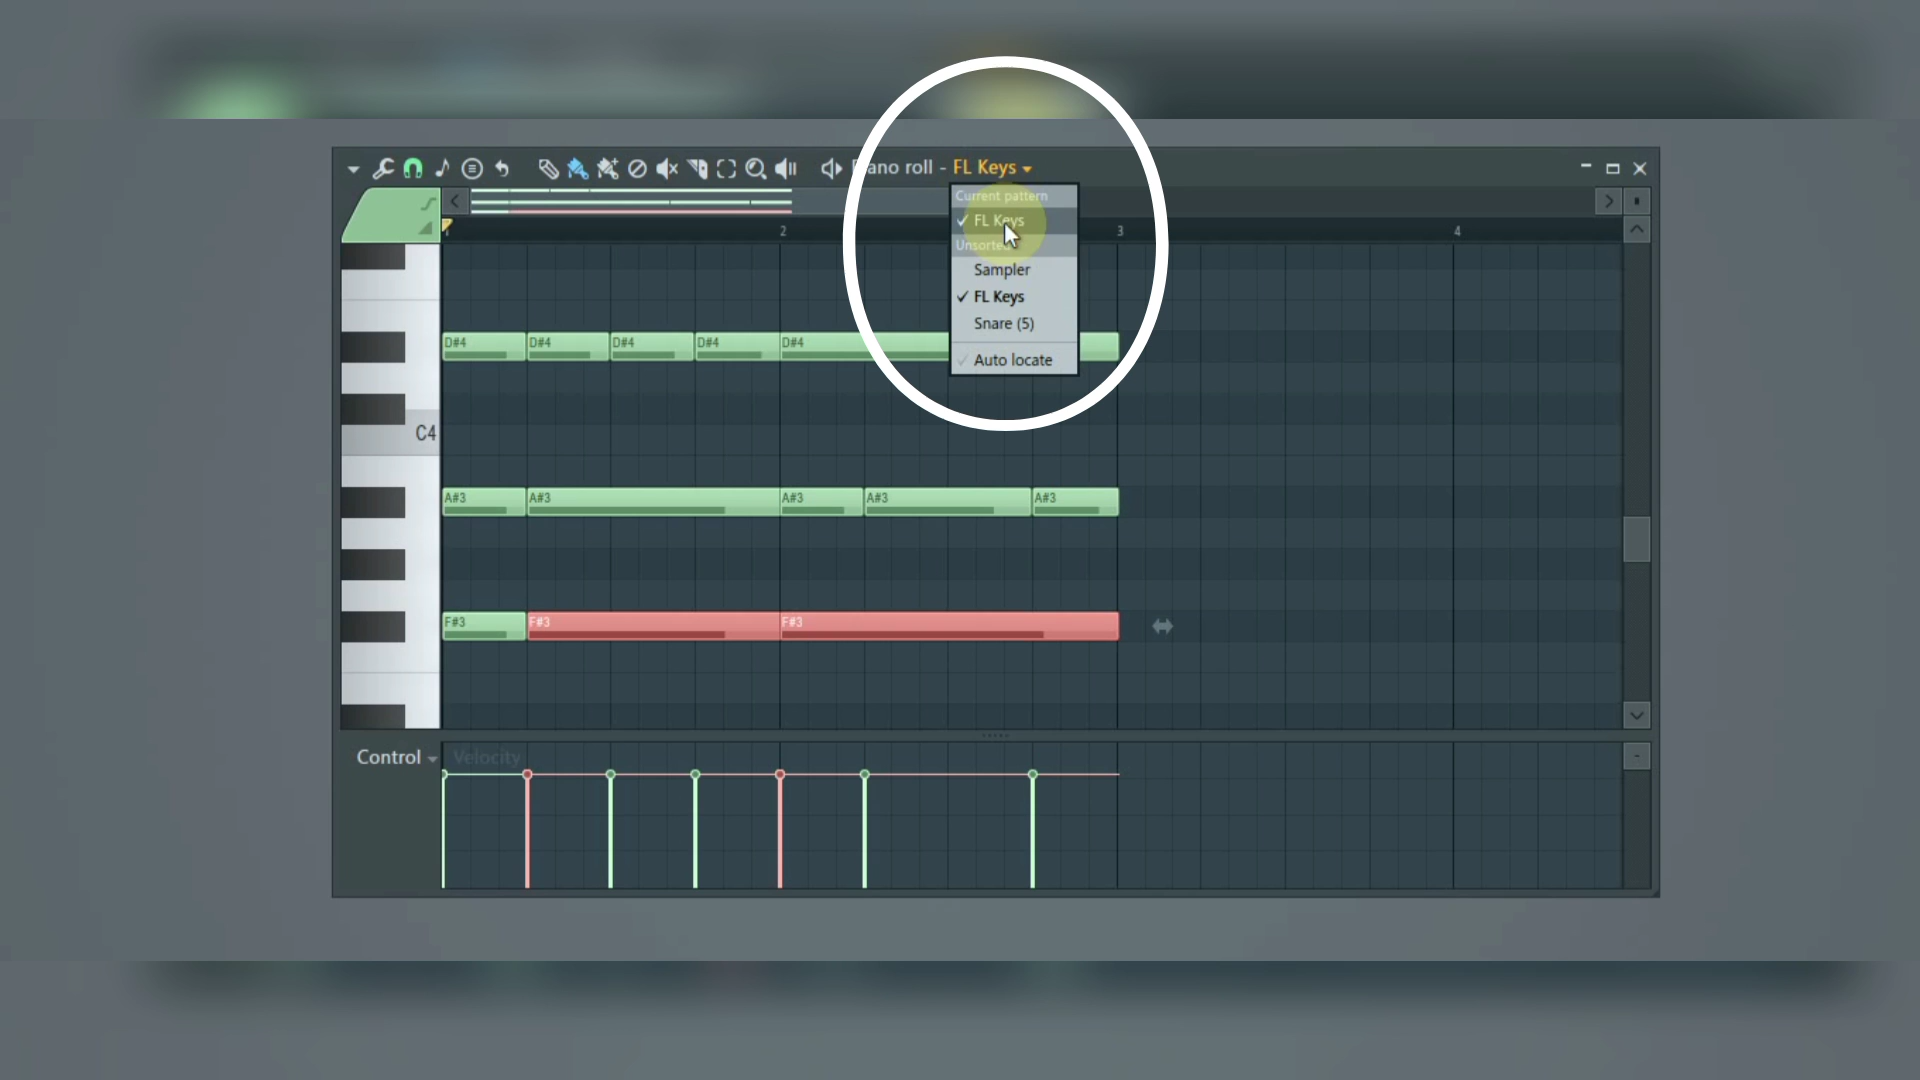 ano roll - FL Keys
Current pattern
FL Keys
Unsorted
Sampler
FL Keys
Snare (5)
Auto locate
2
3
4
D#4 D#4 D#4 D#4 D#4
C4
A#3 A#3 A#3 A#3 A#3
F#3 F#3 F#3
Control
Velocity